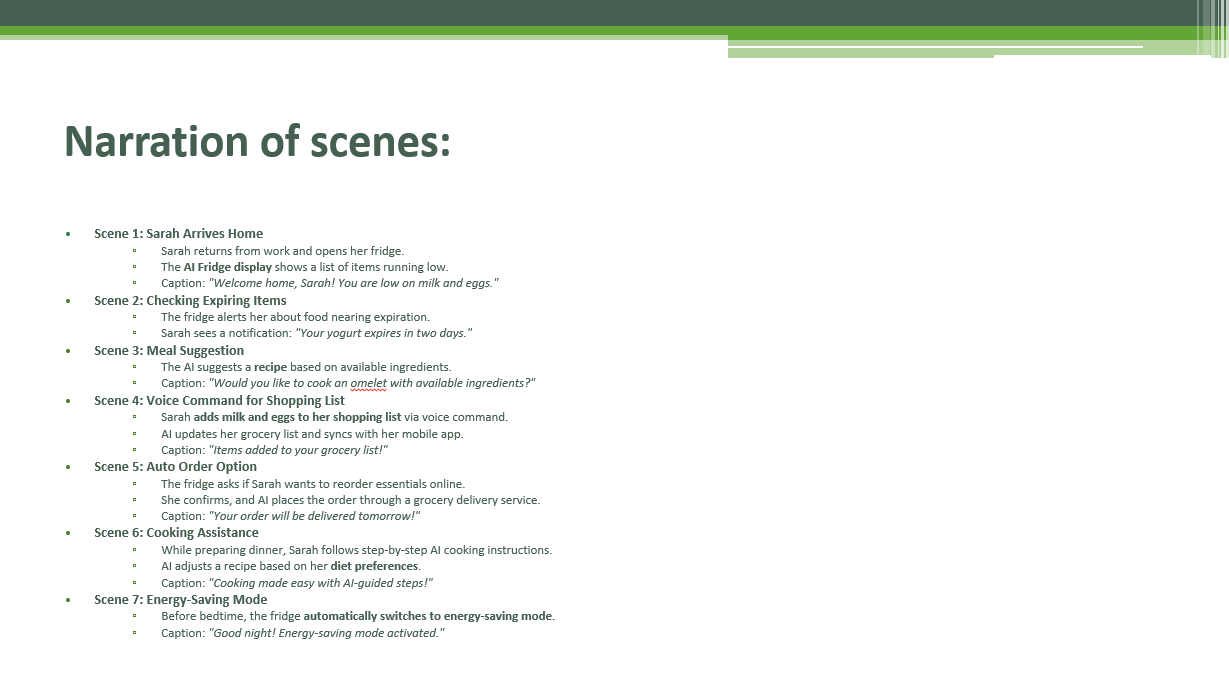 Narration of scenes:
• Scene 1: Sarah Arrives Home
▫ Sarah returns from work and opens her fridge.
▫ The AI Fridge display shows a list of items running low.
▫ Caption: "Welcome home, Sarah! You are low on milk and eggs."
• Scene 2: Checking Expiring Items
▫ The fridge alerts her about food nearing expiration.
▫ Sarah sees a notification: "Your yogurt expires in two days."
• Scene 3: Meal Suggestion
▫ The AI suggests a recipe based on available ingredients.
▫ Caption: "Would you like to cook an omelet with available ingredients?"
• Scene 4: Voice Command for Shopping List
▫ Sarah adds milk and eggs to her shopping list via voice command.
▫ AI updates her grocery list and syncs with her mobile app.
▫ Caption: "Items added to your grocery list!"
• Scene 5: Auto Order Option
▫ The fridge asks if Sarah wants to reorder essentials online.
▫ She confirms, and AI places the order through a grocery delivery service.
▫ Caption: "Your order will be delivered tomorrow!"
• Scene 6: Cooking Assistance
▫ While preparing dinner, Sarah follows step-by-step AI cooking instructions.
▫ AI adjusts a recipe based on her diet preferences.
▫ Caption: "Cooking made easy with AI-guided steps!"
• Scene 7: Energy-Saving Mode
▫ Before bedtime, the fridge automatically switches to energy-saving mode.
▫ Caption: "Good night! Energy-saving mode activated."